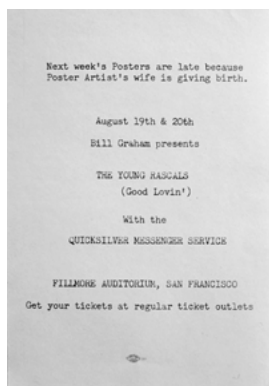 Next week's Posters are late because
Poster Artist's wife is giving birth.
August 19th & 20th
Bill Graham presents
THE YOUNG RASCALS
(Good Lovin')
With the
QUICKSILVER MESSENGER SERVICE
FILLMORE AUDITORIUM, SAN FRANCISCO
Get your tickets at regular ticket outlets